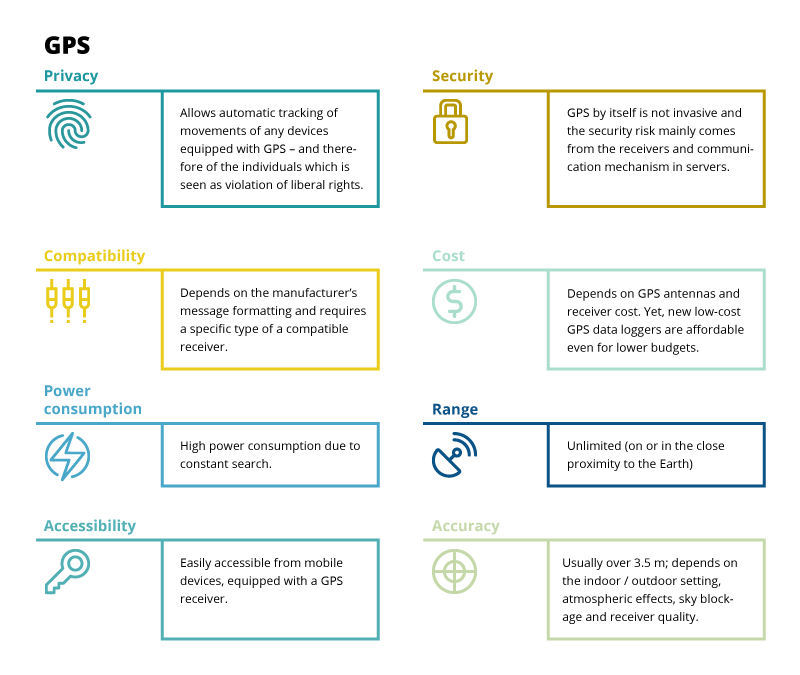 GPS
Privacy
Allows automatic tracking of
movements of any devices
equipped with GPS – and there-
fore of the individuals which is
seen as violation of liberal rights.
Security
GPS by itself is not invasive and
the security risk mainly comes
from the receivers and communi-
cation mechanism in servers.
Compatibility
Depends on the manufacturer's
message formatting and requires
a specific type of a compatible
receiver.
Cost
Depends on GPS antennas and
receiver cost. Yet, new low-cost
GPS data loggers are affordable
even for lower budgets.
Power
consumption
High power consumption due to
constant search.
Range
Unlimited (on or in the close
proximity to the Earth)
Accessibility
Easily accessible from mobile
devices, equipped with a GPS
receiver.
Accuracy
Usually over 3.5 m; depends on
the indoor / outdoor setting,
atmospheric effects, sky block-
age and receiver quality.